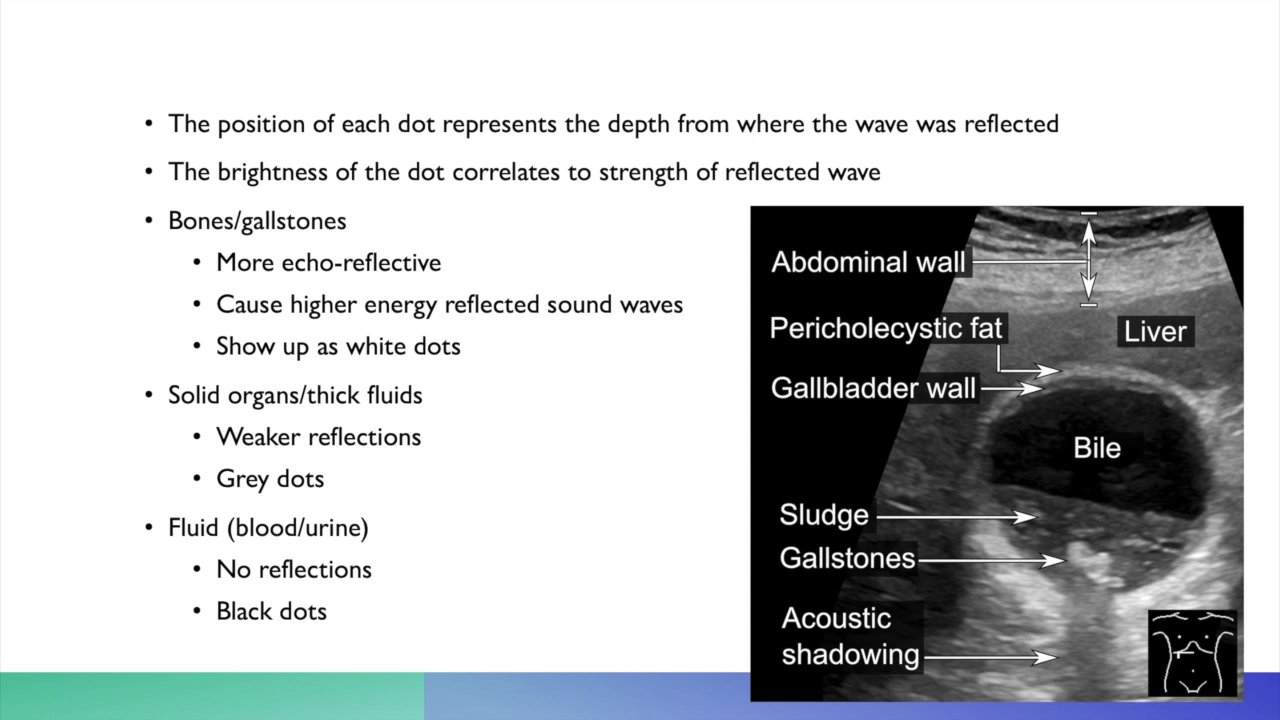 • The position of each dot represents the depth from where the wave was reflected
• The brightness of the dot correlates to strength of reflected wave
• Bones/gallstones
• More echo-reflective
• Cause higher energy reflected sound waves
• Show up as white dots
• Solid organs/thick fluids
• Weaker reflections
• Grey dots
• Fluid (blood/urine)
• No reflections
• Black dots
Abdominal wall
Pericholecystic fat
Liver
Gallbladder wall
Bile
Sludge
Gallstones
Acoustic
shadowing